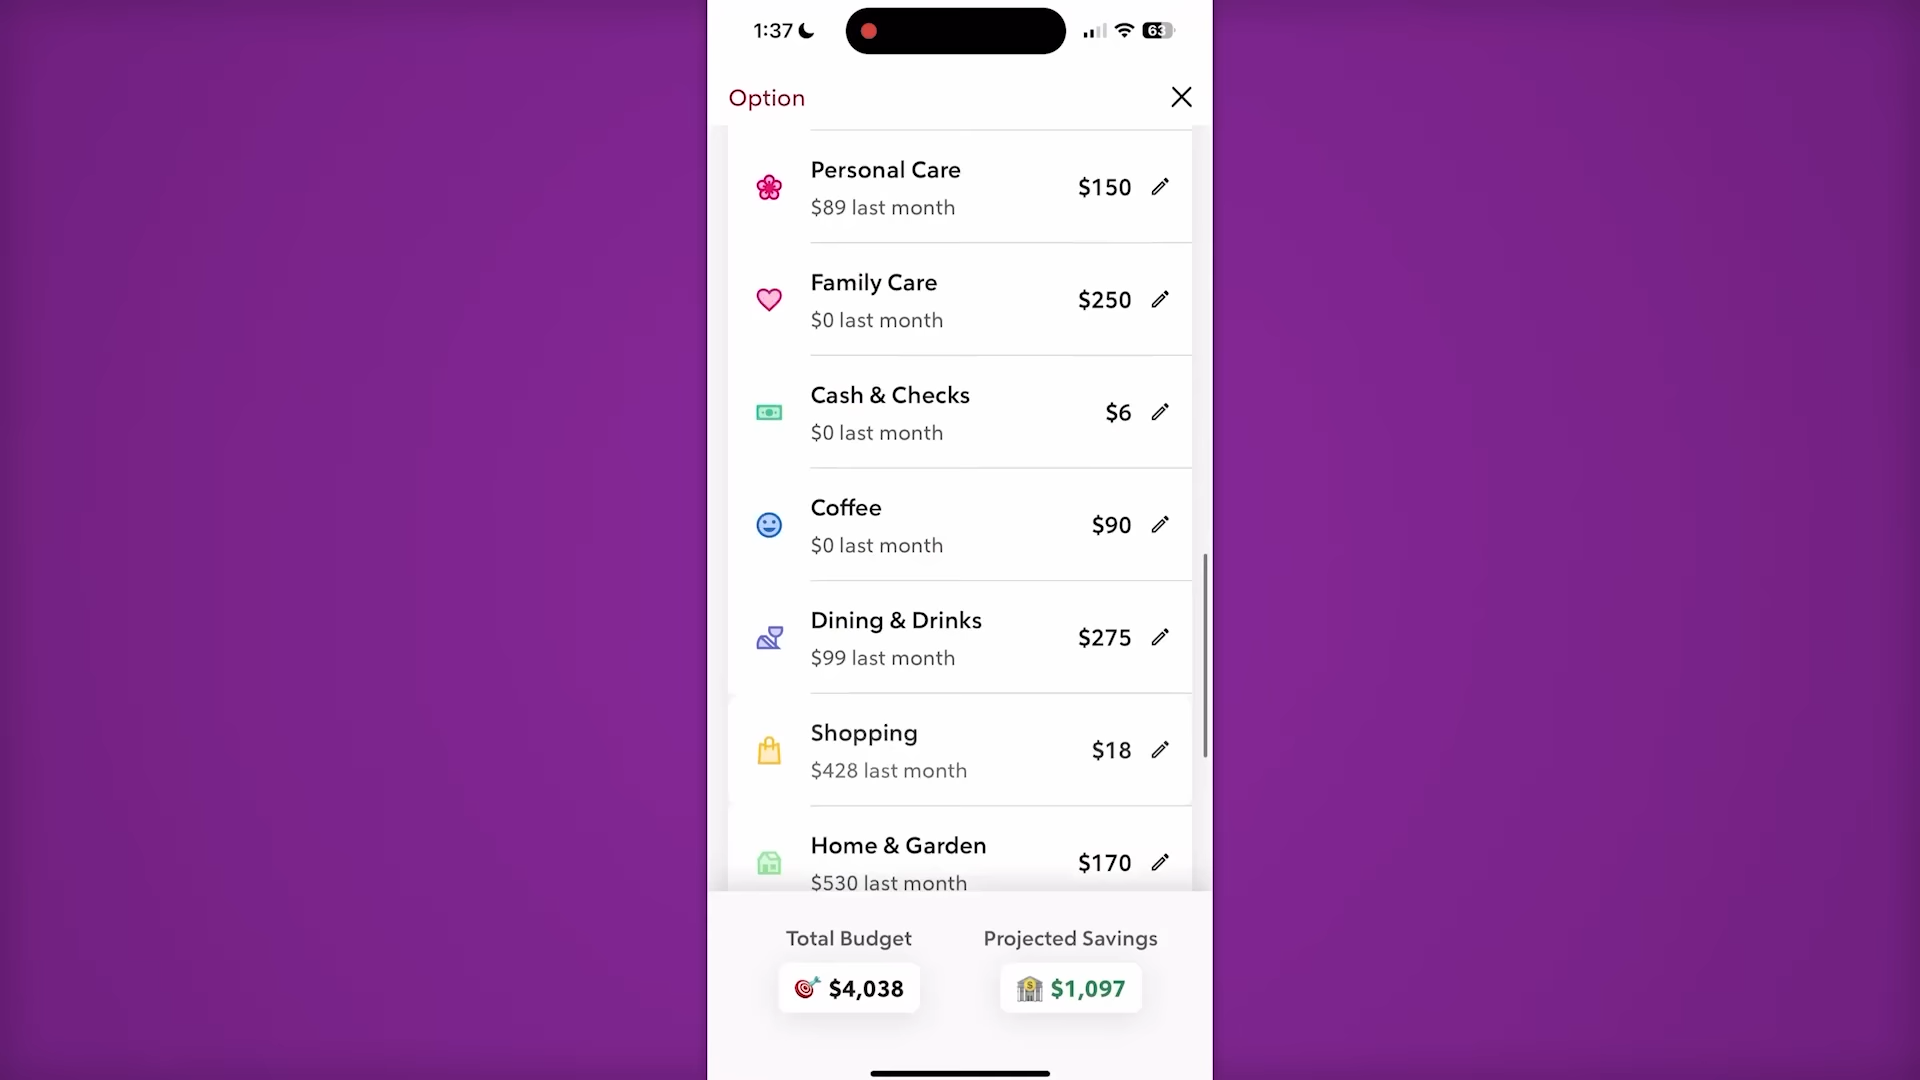 1:37
63
Option
Personal Care
$150
$89 last month
Family Care
$250
$0 last month
Cash & Checks
$6
$0 last month
Coffee
$90
$0 last month
Dining & Drinks
$275
$99 last month
Shopping
$18
$428 last month
Home & Garden
$170
$530 last month
Total Budget
Projected Savings
$4,038
$1,097